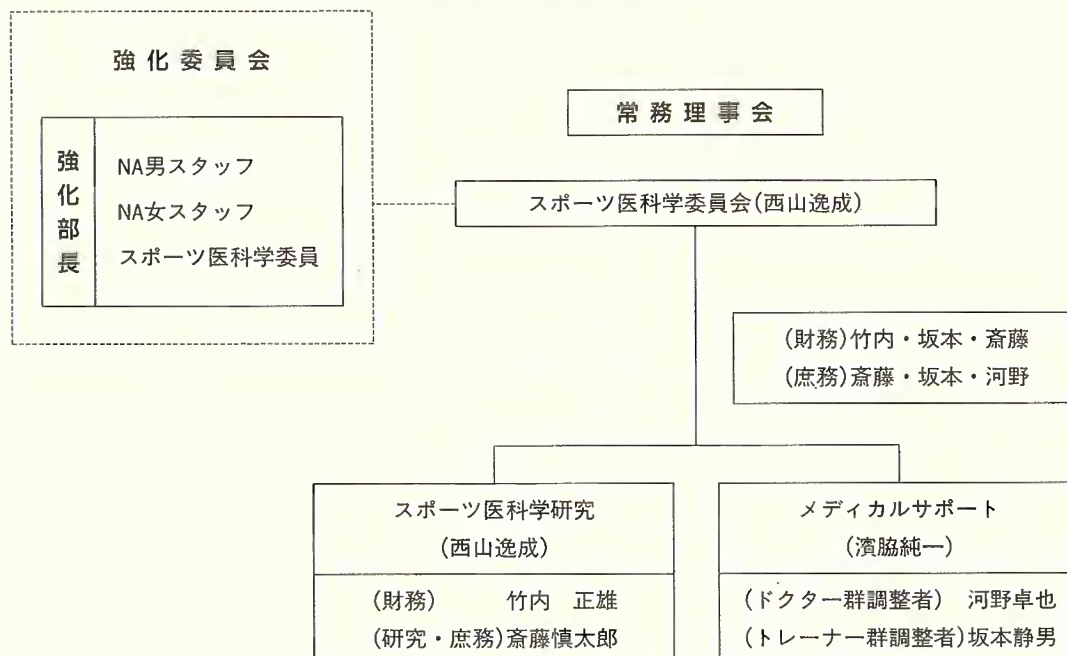 強化委員会
強化部長
NA男スタッフ
NA女スタッフ
スポーツ医科学委員
常務理事会
スポーツ医科学委員会(西山逸成)
(財務)竹内・坂本・斎藤
(庶務)斎藤・坂本・河野
スポーツ医科学研究
(西山逸成)
(財務) 竹内 正雄
(研究・庶務)斎藤慎太郎
メディカルサポート
(濱脇純一)
(ドクター群調整者) 河野卓也
(トレーナー群調整者)坂本静男